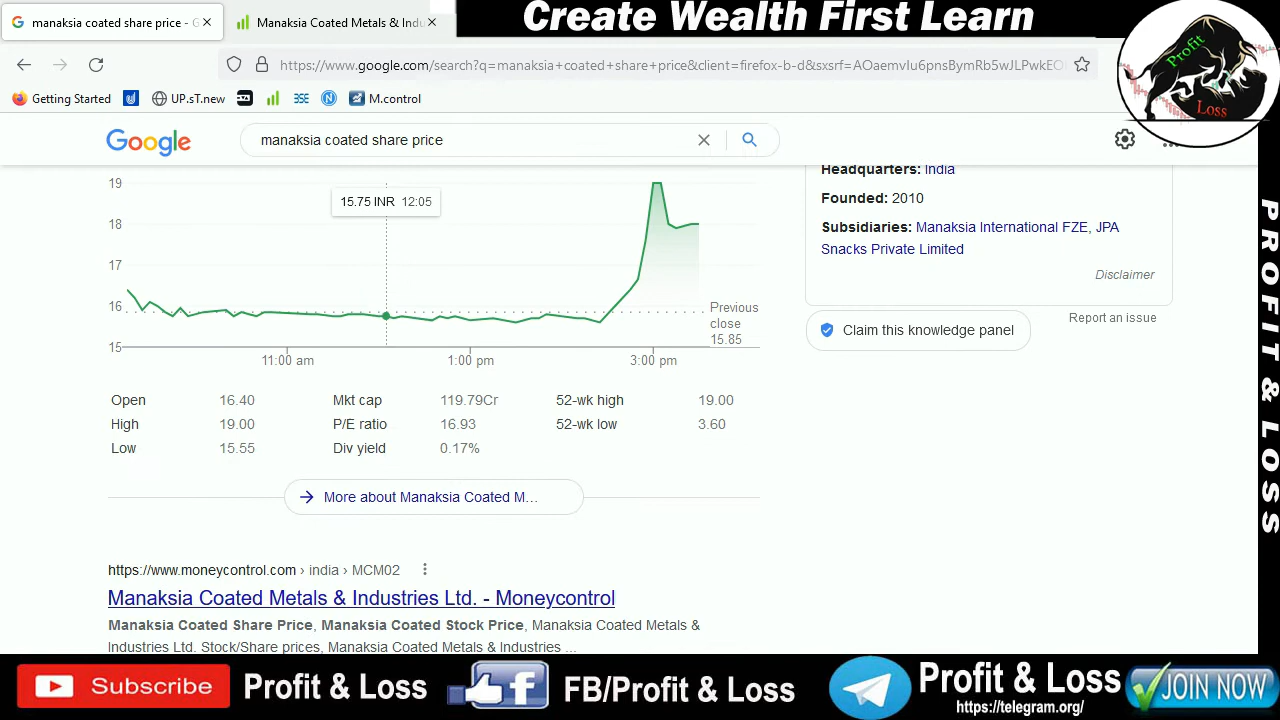 Create Wealth First Learn
manaksia coated share price - G
Manaksia Coated Metals & Indu
https://www.google.com/search?q=manaksia+coated+share+price&client=firefox-b-d&sxsrf=AOaemvIu6pnsBymRb5wJLPwkEO
Getting Started
UP.sT.new
BSE
M.control
Profit
Loss
Google
manaksia coated share price
19
18
17
16
15
15.75 INR 12:05
Previous
close
15.85
11:00 am
1:00 pm
3:00 pm
Headquarters: India
Founded: 2010
Subsidiaries: Manaksia International FZE, JPA
Snacks Private Limited
Disclaimer
Claim this knowledge panel
Report an issue
Open 16.40 Mkt cap 119.79Cr 52-wk high 19.00
High 19.00 P/E ratio 16.93 52-wk low 3.60
Low 15.55 Div yield 0.17%
More about Manaksia Coated M...
https://www.moneycontrol.com › india › MCM02
Manaksia Coated Metals & Industries Ltd. - Moneycontrol
Manaksia Coated Share Price, Manaksia Coated Stock Price, Manaksia Coated Metals &
Industries Ltd. Stock/Share prices, Manaksia Coated Metals & Industries ...
PROFIT & LOSS
Subscribe
Profit & Loss
FB/Profit & Loss
Profit & Loss
https://telegram.org/
JOIN NOW